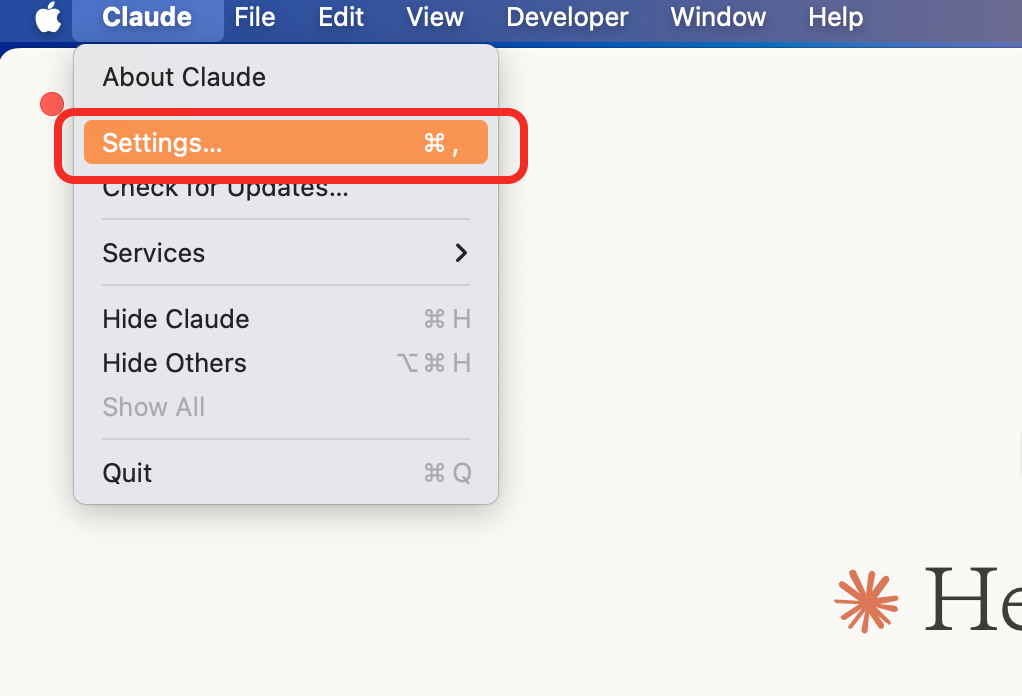 Claude File Edit View Developer Window Help
About Claude
Settings... ⌘ ,
Check for Updates...
Services
Hide Claude ⌘ H
Hide Others ⌥ ⌘ H
Show All
Quit ⌘ Q
He